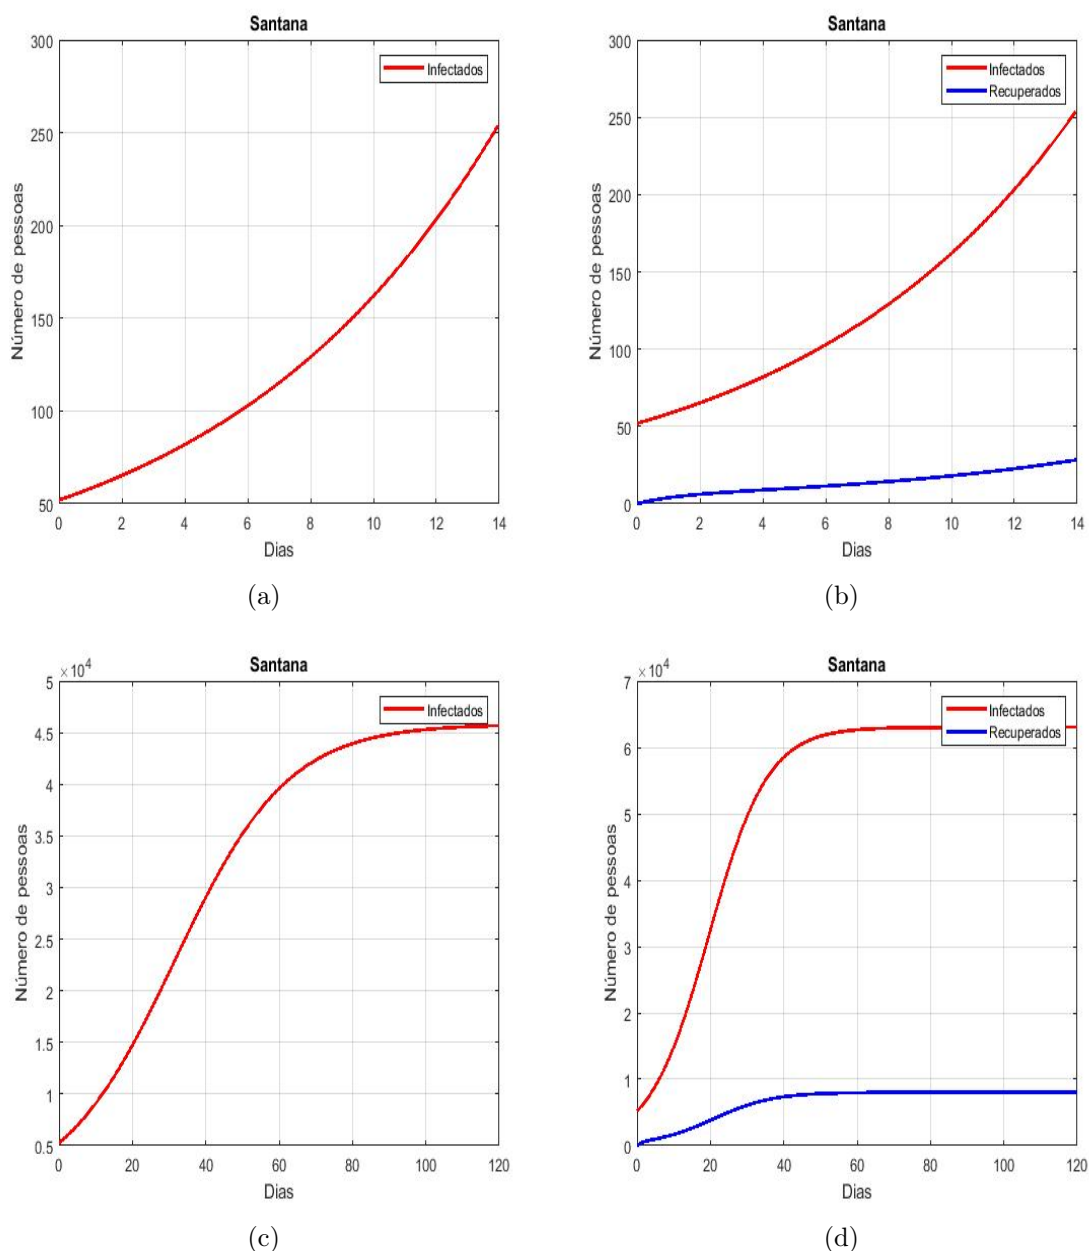 Santana
300
250
200
150
100
50
Número de pessoas
Infectados
0 2 4 6 8 10 12 14
Dias
(a)
Santana
300
250
200
150
100
50
0
Número de pessoas
Infectados
Recuperados
0 2 4 6 8 10 12 14
Dias
(b)
Santana
×10⁴
5
4.5
4
3.5
3
2.5
2
1.5
1
0.5
Número de pessoas
Infectados
0 20 40 60 80 100 120
Dias
(c)
Santana
×10⁴
7
6
5
4
3
2
1
0
Número de pessoas
Infectados
Recuperados
0 20 40 60 80 100 120
Dias
(d)